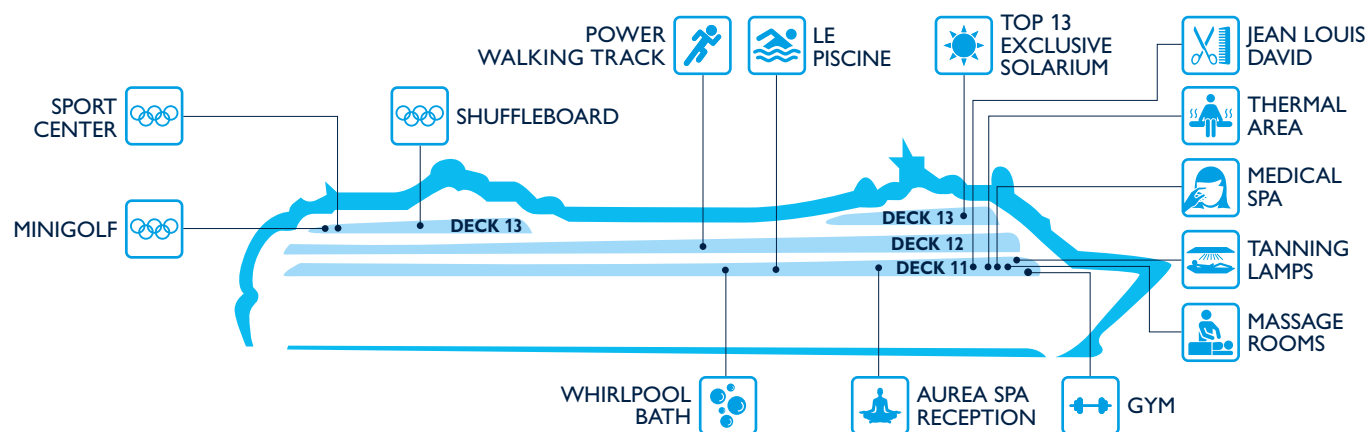 POWER
WALKING TRACK
LE
PISCINE
TOP 13
EXCLUSIVE
SOLARIUM
JEAN LOUIS
DAVID
SPORT
CENTER
SHUFFLEBOARD
THERMAL
AREA
MEDICAL
SPA
MINIGOLF
DECK 13
DECK 13
DECK 12
DECK 11
TANNING
LAMPS
MASSAGE
ROOMS
WHIRLPOOL
BATH
AUREA SPA
RECEPTION
GYM